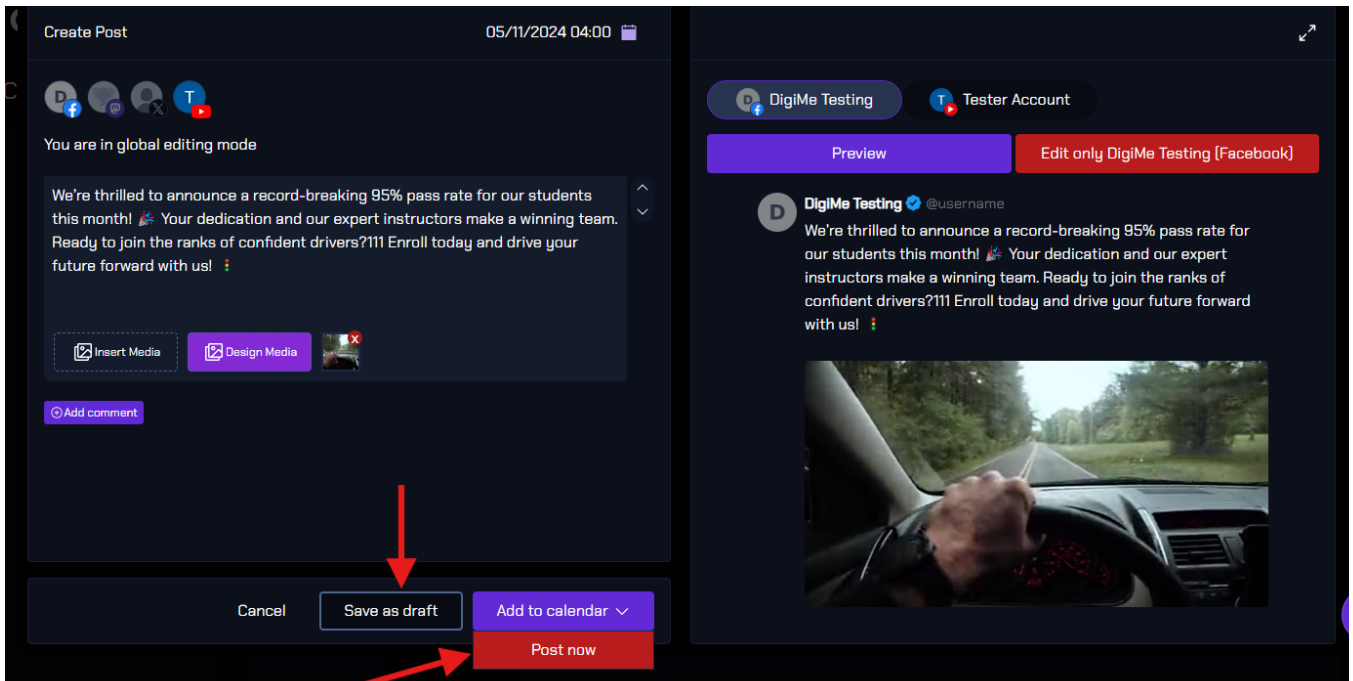 Create Post
05/11/2024 04:00
D
T
You are in global editing mode
We're thrilled to announce a record-breaking 95% pass rate for our students
this month! 🎉 Your dedication and our expert instructors make a winning team.
Ready to join the ranks of confident drivers?111 Enroll today and drive your
future forward with us! 🚦
Insert Media
Design Media
X
Add comment
Cancel
Save as draft
Add to calendar
Post now
D DigiMe Testing
T Tester Account
Preview
Edit only DigiMe Testing (Facebook)
D
DigiMe Testing @username
We're thrilled to announce a record-breaking 95% pass rate for
our students this month! 🎉 Your dedication and our expert
instructors make a winning team. Ready to join the ranks of
confident drivers?111 Enroll today and drive your future forward
with us! 🚦